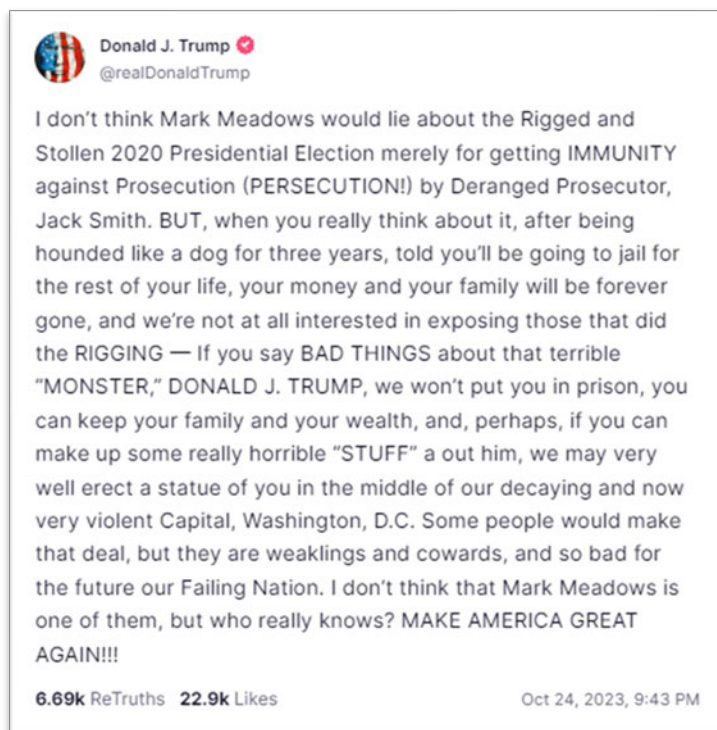 Donald J. Trump
@realDonaldTrump
I don't think Mark Meadows would lie about the Rigged and
Stollen 2020 Presidential Election merely for getting IMMUNITY
against Prosecution (PERSECUTION!) by Deranged Prosecutor,
Jack Smith. BUT, when you really think about it, after being
hounded like a dog for three years, told you'll be going to jail for
the rest of your life, your money and your family will be forever
gone, and we're not at all interested in exposing those that did
the RIGGING — If you say BAD THINGS about that terrible
“MONSTER,” DONALD J. TRUMP, we won't put you in prison, you
can keep your family and your wealth, and, perhaps, if you can
make up some really horrible “STUFF” a out him, we may very
well erect a statue of you in the middle of our decaying and now
very violent Capital, Washington, D.C. Some people would make
that deal, but they are weaklings and cowards, and so bad for
the future our Failing Nation. I don't think that Mark Meadows is
one of them, but who really knows? MAKE AMERICA GREAT
AGAIN!!!
6.69k ReTruths 22.9k Likes Oct 24, 2023, 9:43 PM